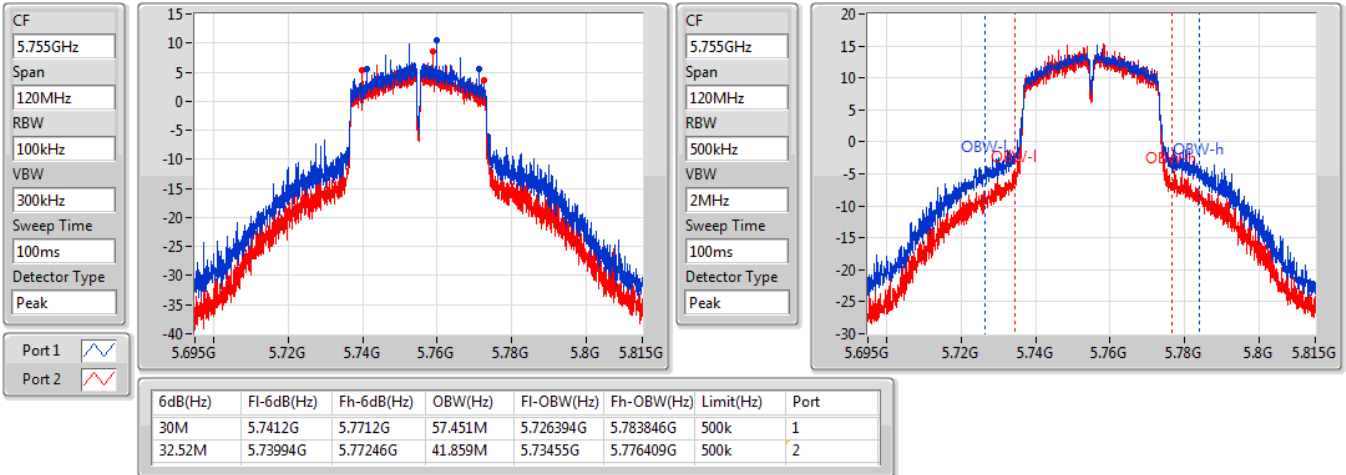 CF
5.755GHz
Span
120MHz
RBW
100kHz
VBW
300kHz
Sweep Time
100ms
Detector Type
Peak
Port 1
Port 2
15
10
5
0
-5
-10
-15
-20
-25
-30
-35
-40
5.695G 5.72G 5.74G 5.76G 5.78G 5.8G 5.815G
CF
5.755GHz
Span
120MHz
RBW
500kHz
VBW
2MHz
Sweep Time
100ms
Detector Type
Peak
20
15
10
5
0
-5
-10
-15
-20
-25
-30
OBW-l OBW-h
OBW-l OBW-h
5.695G 5.72G 5.74G 5.76G 5.78G 5.8G 5.815G
6dB(Hz) Fl-6dB(Hz) Fh-6dB(Hz) OBW(Hz) Fl-OBW(Hz) Fh-OBW(Hz) Limit(Hz) Port
30M 5.7412G 5.7712G 57.451M 5.726394G 5.783846G 500k 1
32.52M 5.73994G 5.77246G 41.859M 5.73455G 5.776409G 500k 2